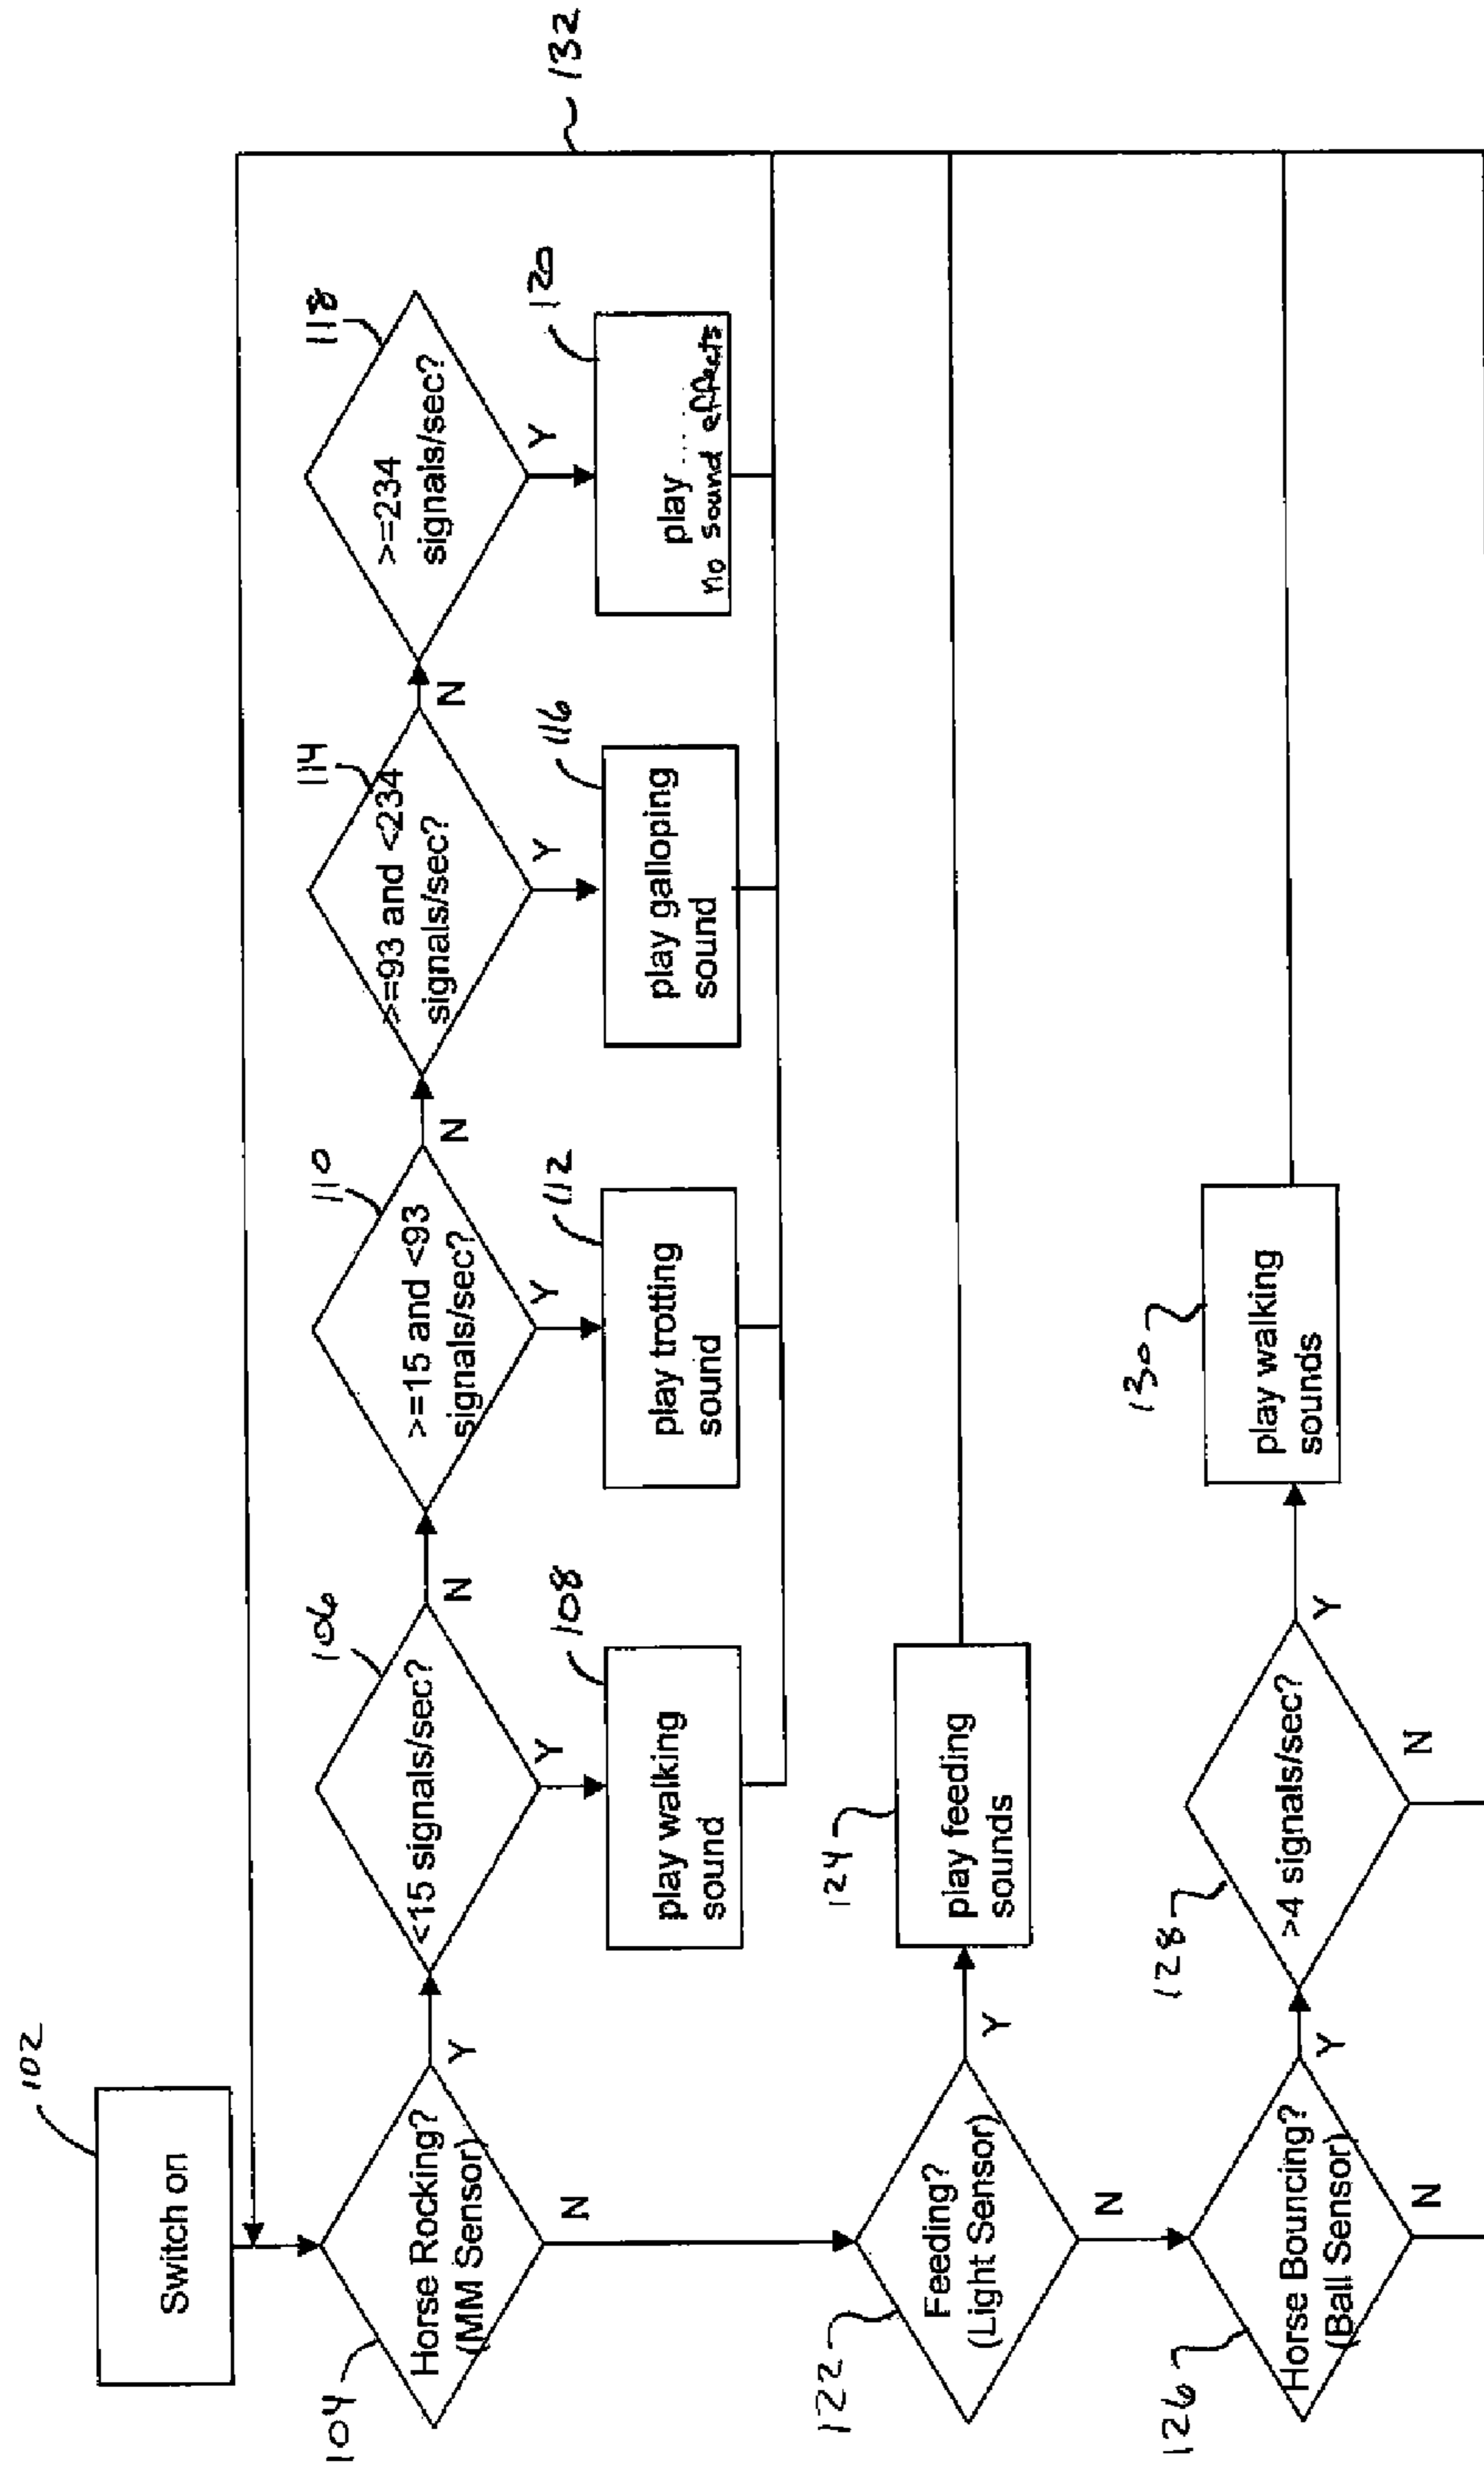 102
Switch on
132
104
Horse Rocking?
(MM Sensor)
Y
N
106
<15 signals/sec?
N
Y
108
play walking
sound
110
>=15 and <93
signals/sec?
N
Y
112
play trotting
sound
114
>=93 and <234
signals/sec?
N
Y
116
play galloping
sound
118
>=234
signals/sec?
Y
120
play ....
no sound effects
122
Feeding?
(Light Sensor)
Y
N
124
play feeding
sounds
126
Horse Bouncing?
(Ball Sensor)
Y
N
128
>4 signals/sec?
Y
N
130
play walking
sounds